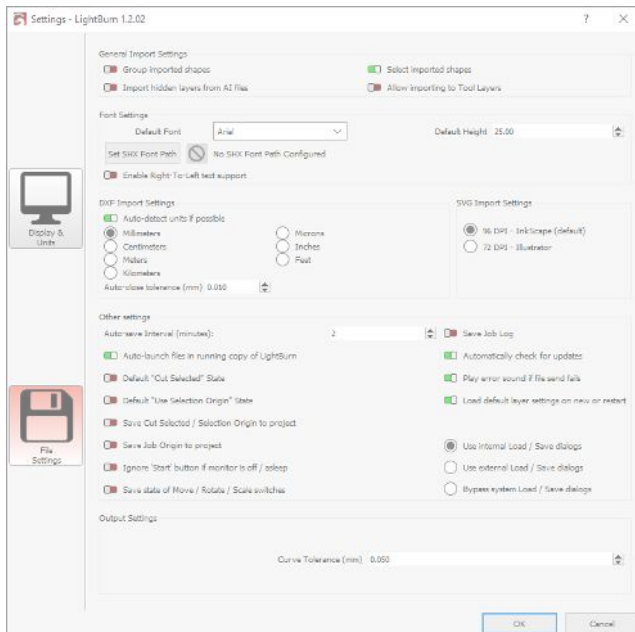 Settings - LightBurn 1.2.02
General Import Settings
Group imported shapes
Select imported shapes
Import hidden layers from AI files
Allow importing to Tool Layers
Font Settings
Default Font
Arial
Default Height 25.00
Set SHX Font Path
No SHX Font Path Configured
Enable Right-To-Left text support
Display & Units
DXF Import Settings
Auto-detect units if possible
Millimeters
Microns
Centimeters
Inches
Meters
Feet
Kilometers
Auto-close tolerance (mm) 0.010
SVG Import Settings
96 DPI - InkScape (default)
72 DPI - Illustrator
Other settings
Auto-save Interval (minutes): 2
Save Job Log
Auto-launch files in running copy of LightBurn
Automatically check for updates
Default "Cut Selected" State
Play error sound if file send fails
Default "Use Selection Origin" State
Load default layer settings on new or restart
File Settings
Save Cut Selected / Selection Origin to project
Save Job Origin to project
Use internal Load / Save dialogs
Ignore 'Start' button if monitor is off / asleep
Use external Load / Save dialogs
Save state of Move / Rotate / Scale switches
Bypass system Load / Save dialogs
Output Settings
Curve Tolerance (mm) 0.050
OK
Cancel